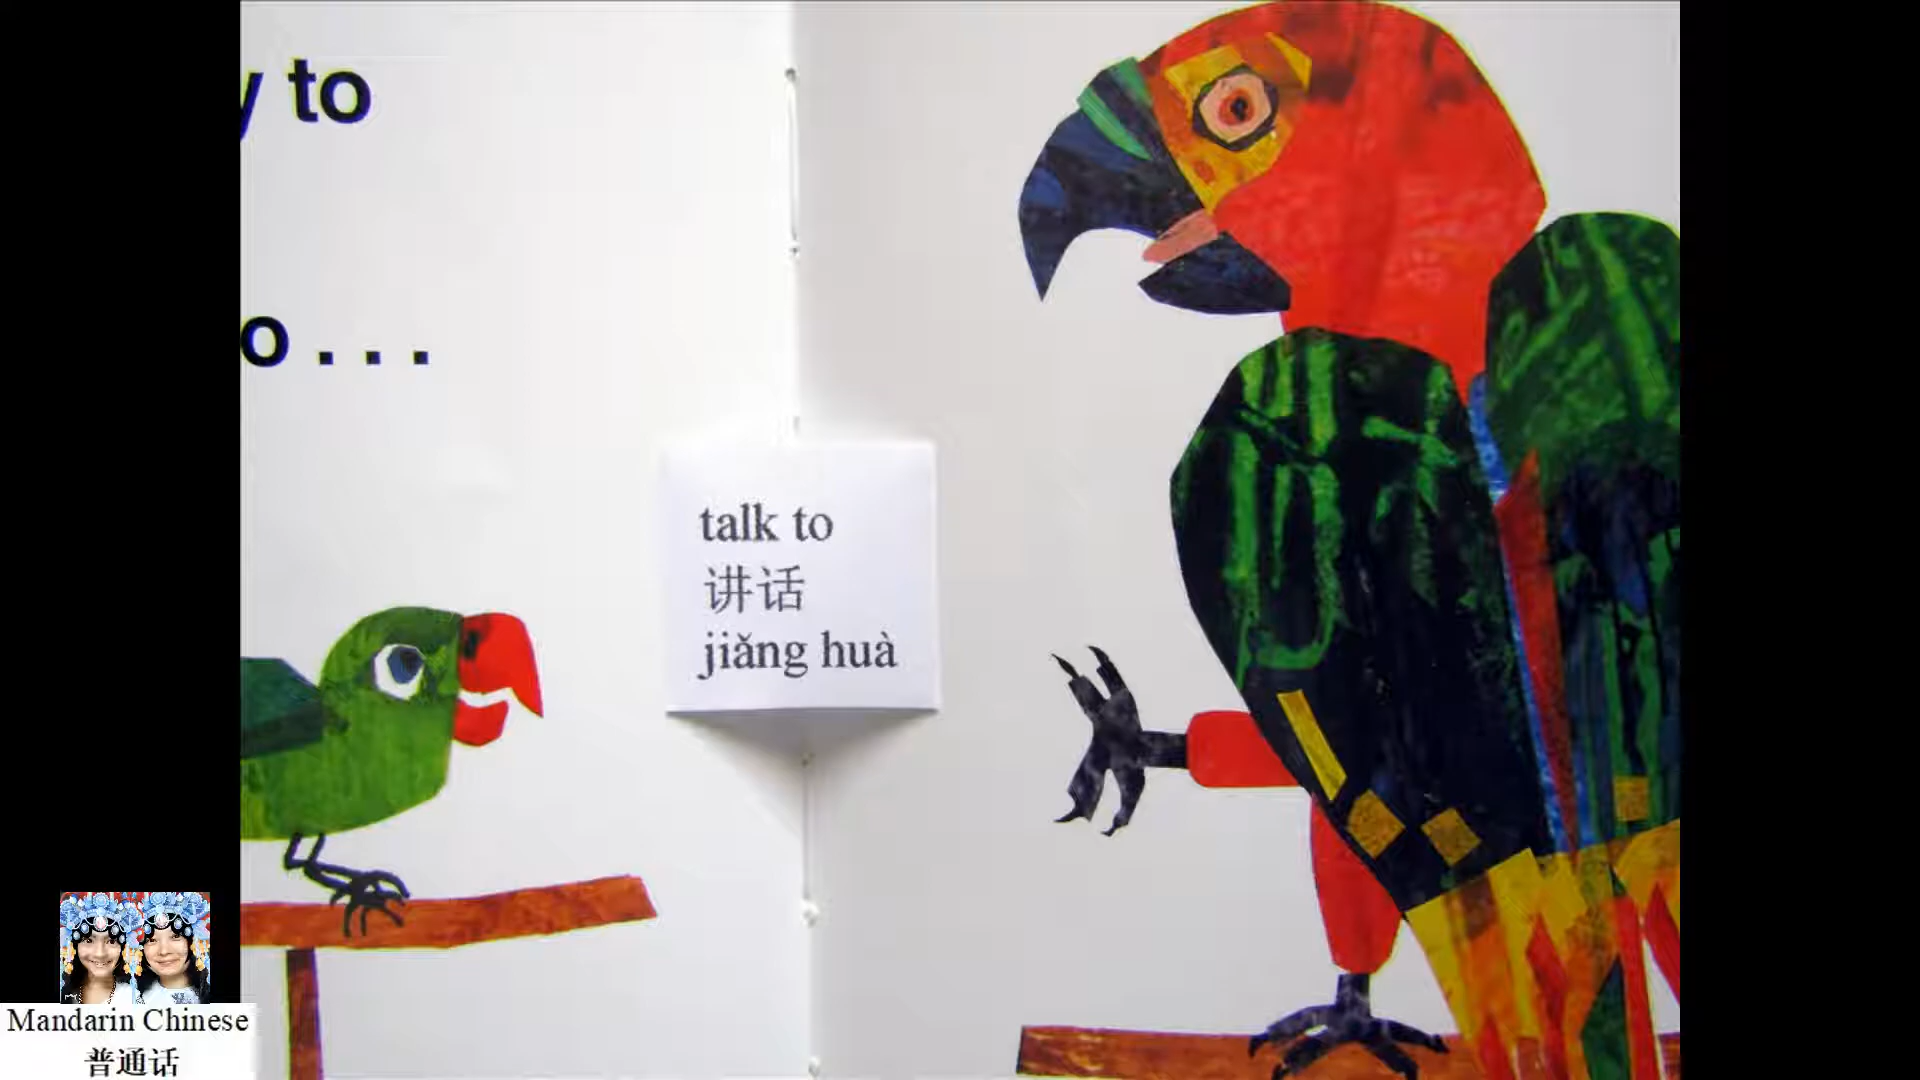 y to
o . . .
talk to
讲话
jiǎng huà
Mandarin Chinese
普通话